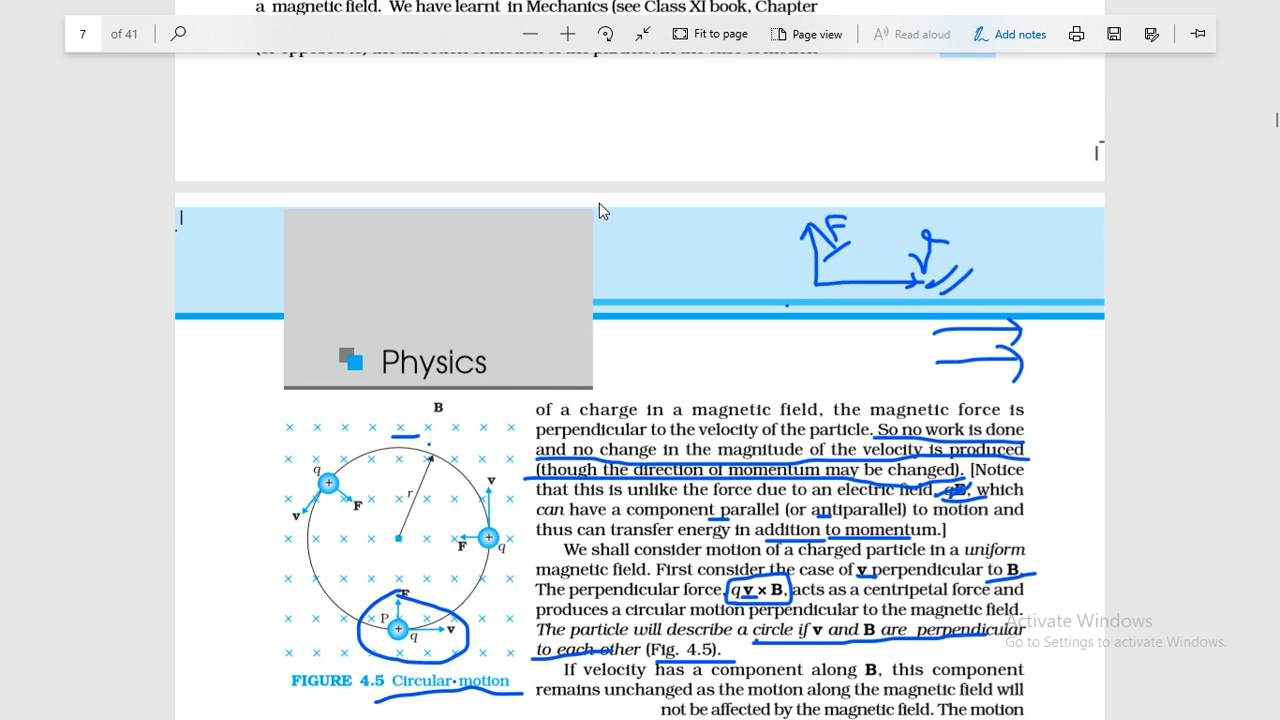 a magnetic field. We have learnt in Mechanics (see Class XI book, Chapter
7 of 41 Fit to page Page view Read aloud Add notes
F v
Physics
B
q
F
v
r
v
F
q
F
P
q
v
FIGURE 4.5 Circular motion
of a charge in a magnetic field, the magnetic force is
perpendicular to the velocity of the particle. So no work is done
and no change in the magnitude of the velocity is produced
(though the direction of momentum may be changed). [Notice
that this is unlike the force due to an electric field, qE, which
can have a component parallel (or antiparallel) to motion and
thus can transfer energy in addition to momentum.]
We shall consider motion of a charged particle in a uniform
magnetic field. First consider the case of v perpendicular to B.
The perpendicular force, q v × B, acts as a centripetal force and
produces a circular motion perpendicular to the magnetic field.
The particle will describe a circle if v and B are perpendicular
to each other (Fig. 4.5).
If velocity has a component along B, this component
remains unchanged as the motion along the magnetic field will
not be affected by the magnetic field. The motion
Activate Windows
Go to Settings to activate Windows.